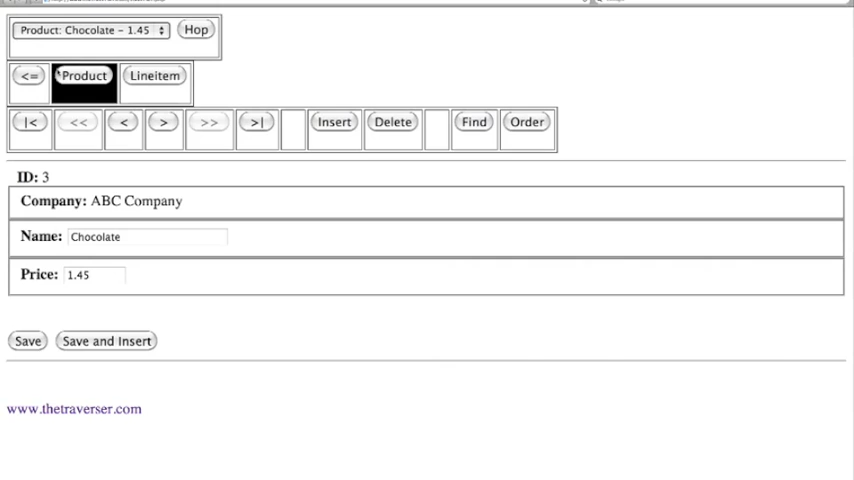 Product: Chocolate – 1.45 Hop
<= Product Lineitem
|< << < > >> >| Insert Delete Find Order
ID: 3
Company: ABC Company
Name: Chocolate
Price: 1.45
Save Save and Insert
www.thetraverser.com